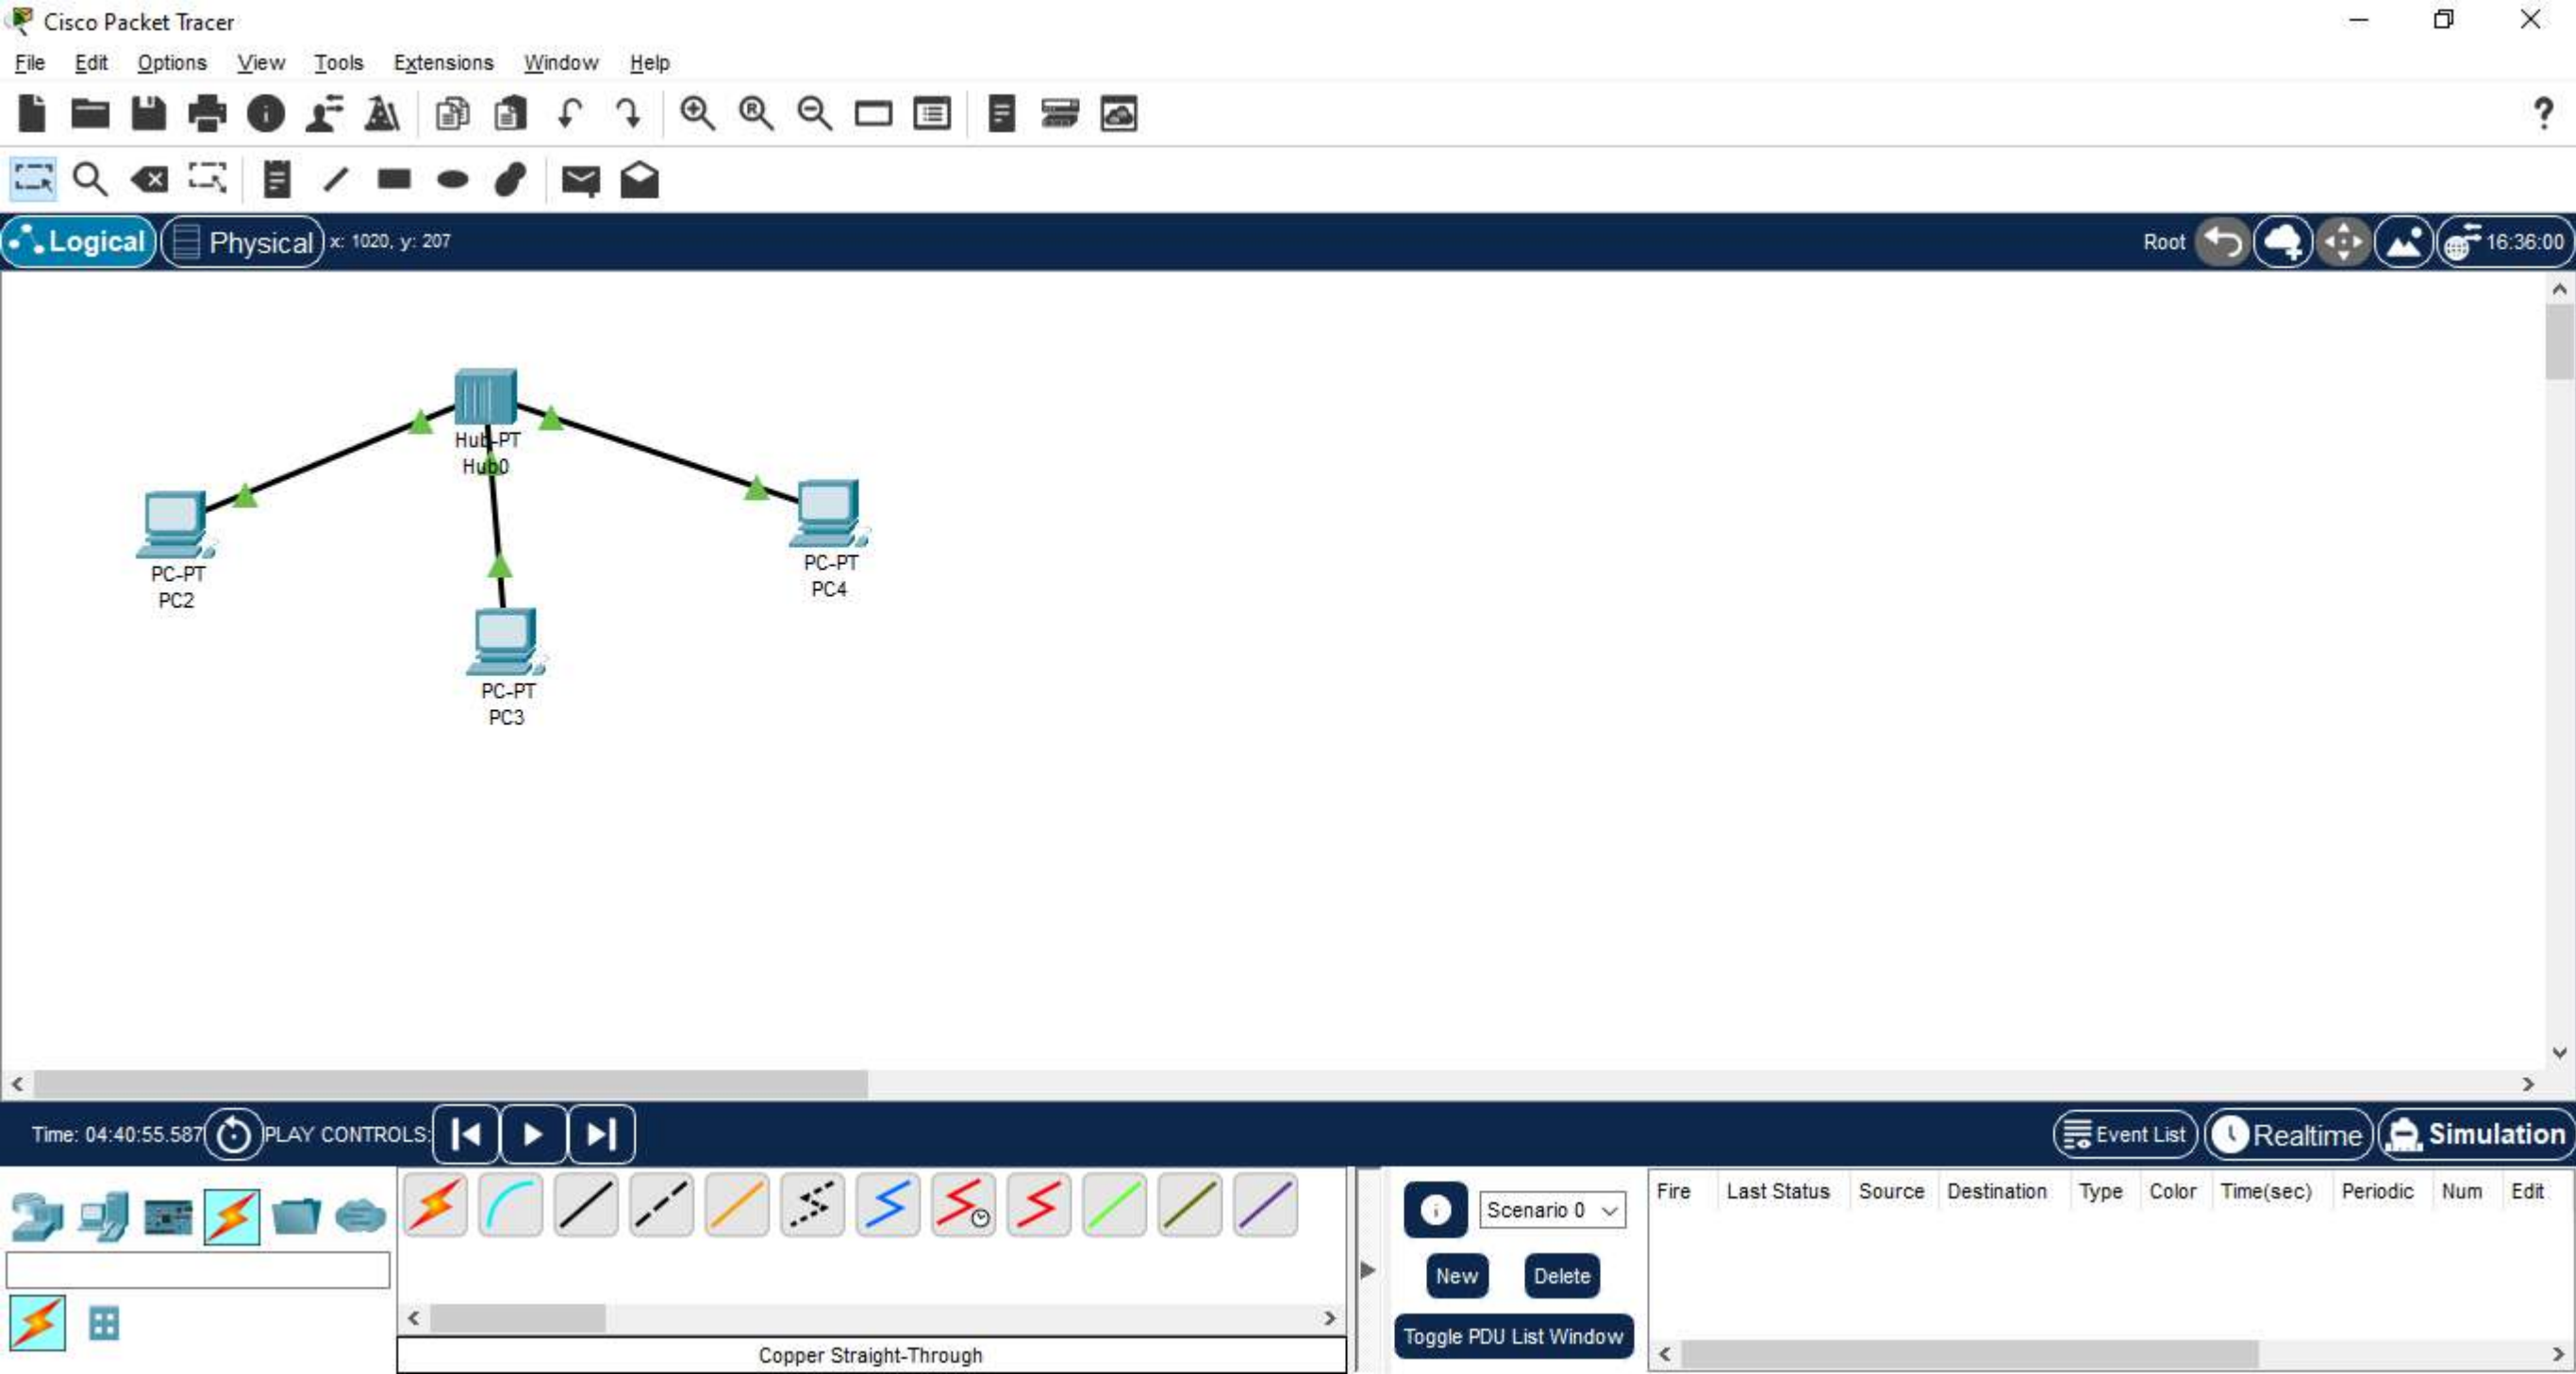 Cisco Packet Tracer
File Edit Options View Tools Extensions Window Help
?
Logical Physical x: 1020, y: 207 Root 16:36:00
Hub-PT
Hub0
PC-PT
PC2
PC-PT
PC4
PC-PT
PC3
Time: 04:40:55.587 PLAY CONTROLS: Event List Realtime Simulation
Fire Last Status Source Destination Type Color Time(sec) Periodic Num Edit
Scenario 0
New Delete
Toggle PDU List Window
Copper Straight-Through